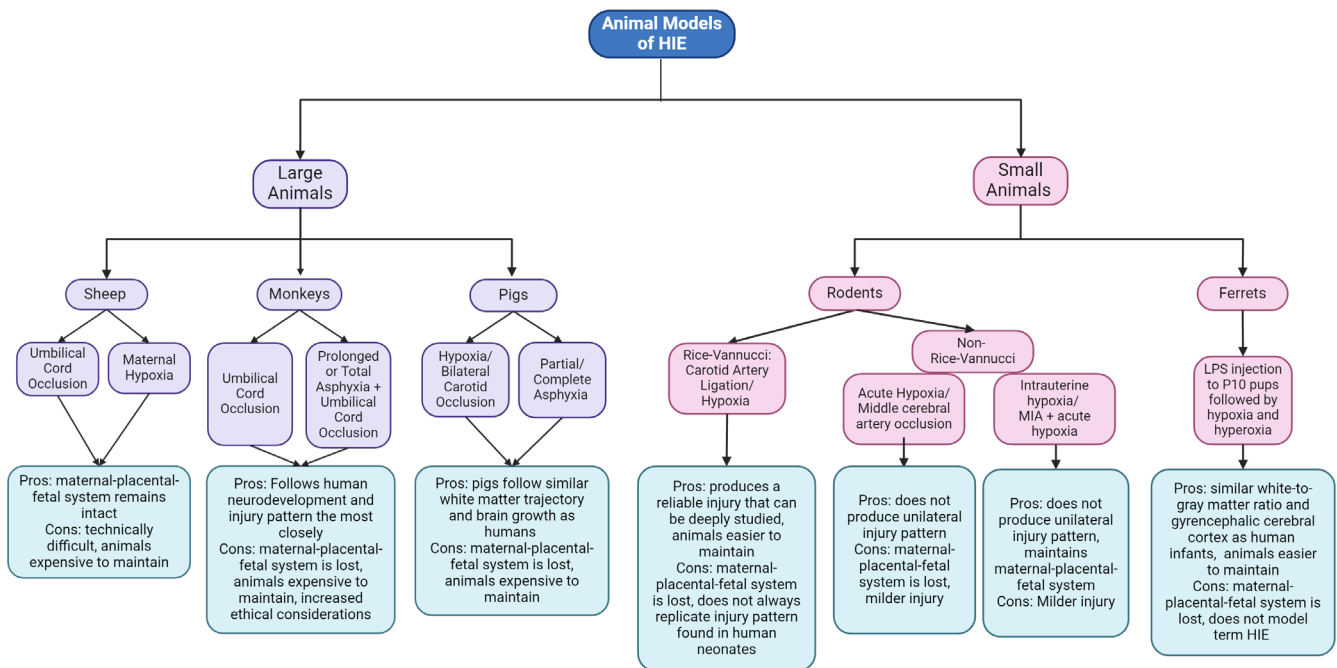 Animal Models
of HIE
Large
Animals
Small
Animals
Sheep
Monkeys
Pigs
Rodents
Ferrets
Umbilical
Cord
Occlusion
Maternal
Hypoxia
Umbilical
Cord
Occlusion
Prolonged
or Total
Asphyxia +
Umbilical
Cord
Occlusion
Hypoxia/
Bilateral
Carotid
Occlusion
Partial/
Complete
Asphyxia
Rice-Vannucci:
Carotid Artery
Ligation/
Hypoxia
Non-
Rice-Vannucci
Acute Hypoxia/
Middle cerebral
artery occlusion
Intrauterine
hypoxia/
MIA + acute
hypoxia
LPS injection
to P10 pups
followed by
hypoxia and
hyperoxia
Pros: maternal-placental-
fetal system remains
intact
Cons: technically
difficult, animals
expensive to maintain
Pros: Follows human
neurodevelopment and
injury pattern the most
closely
Cons: maternal-placental-
fetal system is lost,
animals expensive to
maintain, increased
ethical considerations
Pros: pigs follow similar
white matter trajectory
and brain growth as
humans
Cons: maternal-placental-
fetal system is lost,
animals expensive to
maintain
Pros: produces a
reliable injury that can
be deeply studied,
animals easier to
maintain
Cons: maternal-
placental-fetal system
is lost, does not always
replicate injury pattern
found in human
neonates
Pros: does not
produce unilateral
injury pattern
Cons: maternal-
placental-fetal
system is lost,
milder injury
Pros: does not
produce unilateral
injury pattern,
maintains
maternal-placental-
fetal system
Cons: Milder injury
Pros: similar white-to-
gray matter ratio and
gyrencephalic cerebral
cortex as human
infants, animals easier
to maintain
Cons: maternal-
placental-fetal system is
lost, does not model
term HIE